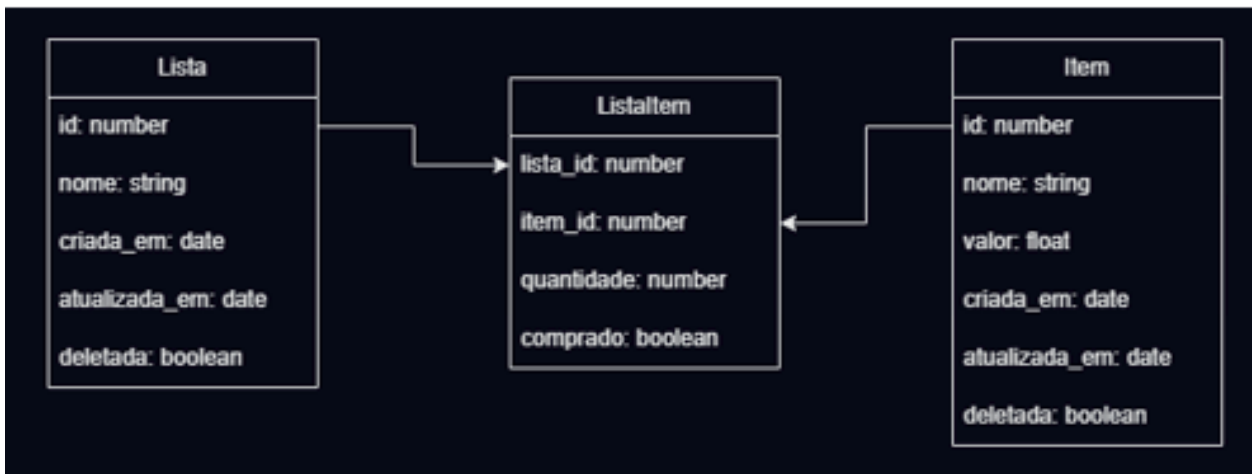 Lista
id: number
nome: string
criada_em: date
atualizada_em: date
deletada: boolean
ListaItem
lista_id: number
item_id: number
quantidade: number
comprado: boolean
Item
id: number
nome: string
valor: float
criada_em: date
atualizada_em: date
deletada: boolean